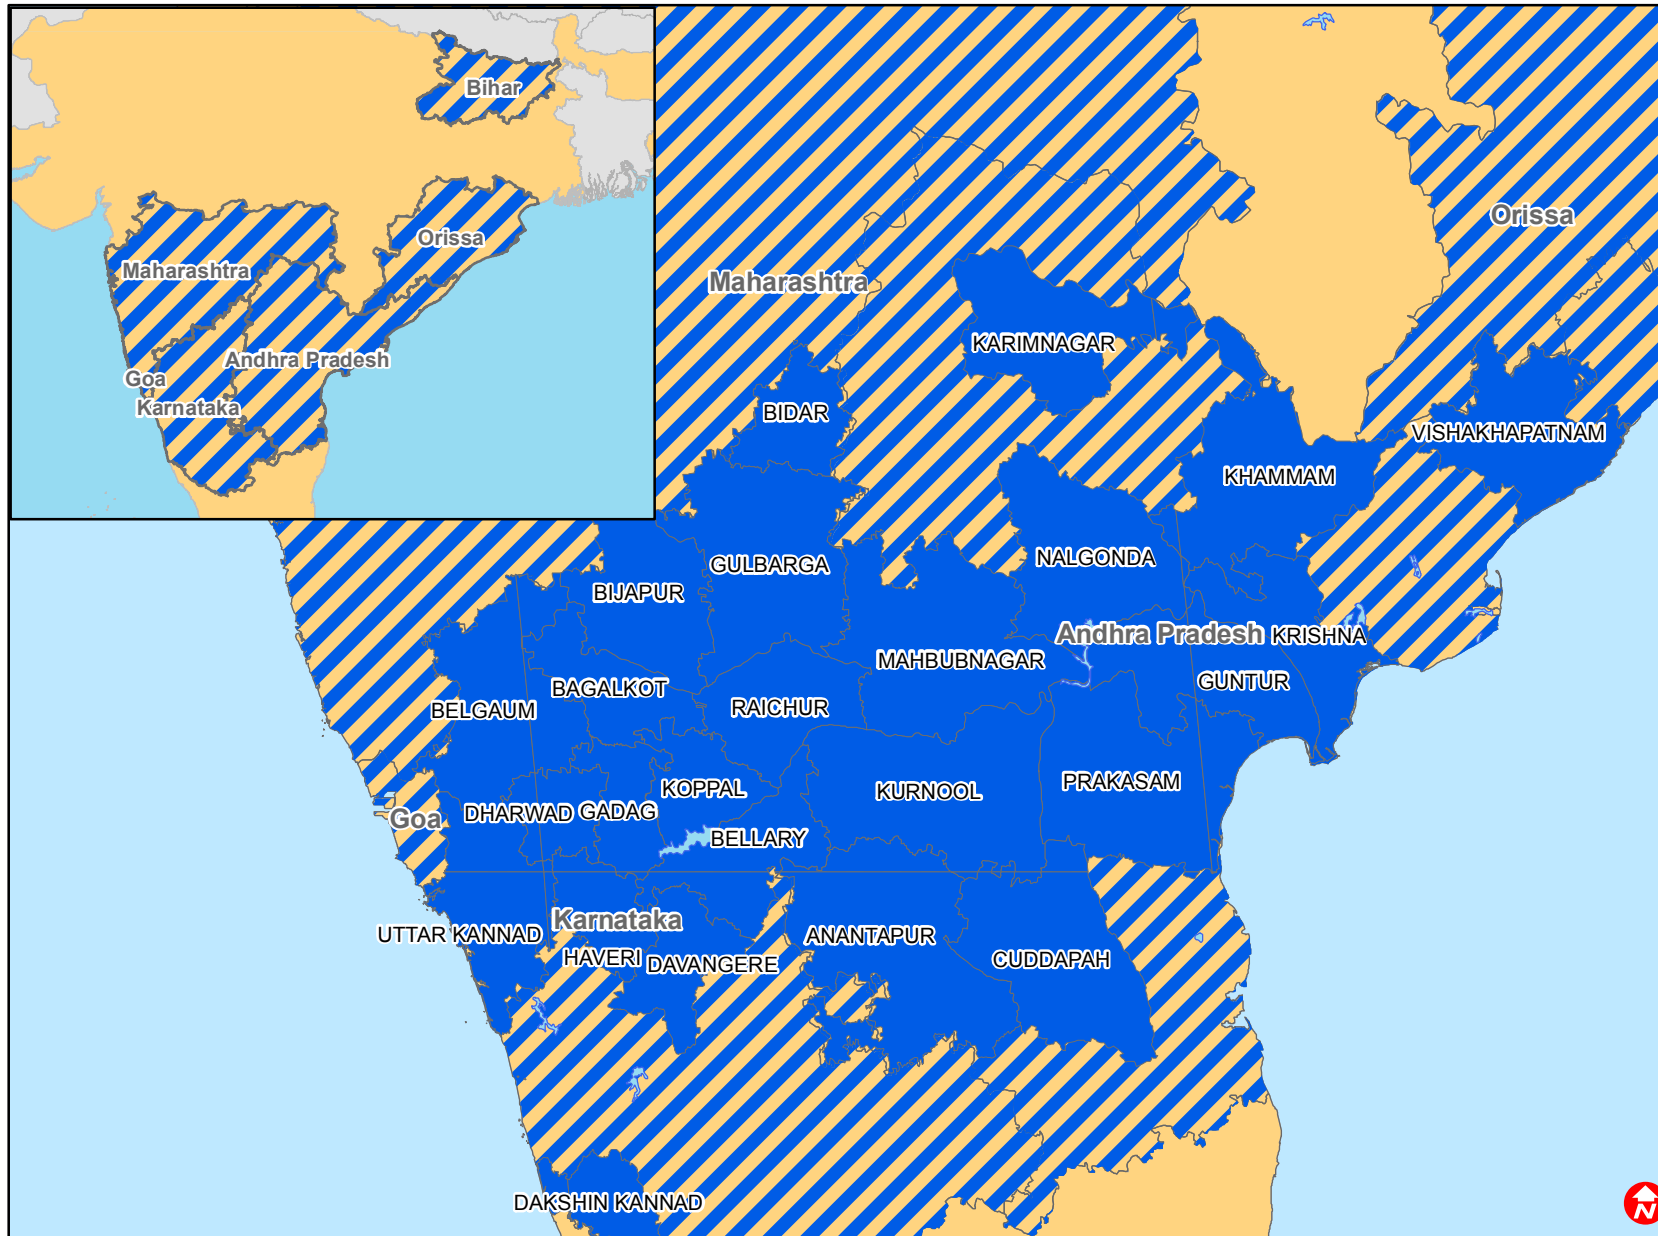 Bihar
Orissa
Maharashtra
Andhra Pradesh
Goa
Karnataka
Orissa
Maharashtra
KARIMNAGAR
BIDAR
VISHAKHAPATNAM
KHAMMAM
NALGONDA
GULBARGA
BIJAPUR
Andhra Pradesh
KRISHNA
MAHBUBNAGAR
GUNTUR
BAGALKOT
RAICHUR
BELGAUM
PRAKASAM
KOPPAL
KURNOOL
DHARWAD
GADAG
Goa
BELLARY
Karnataka
UTTAR KANNAD
ANANTAPUR
HAVERI
DAVANGERE
CUDDAPAH
DAKSHIN KANNAD
N